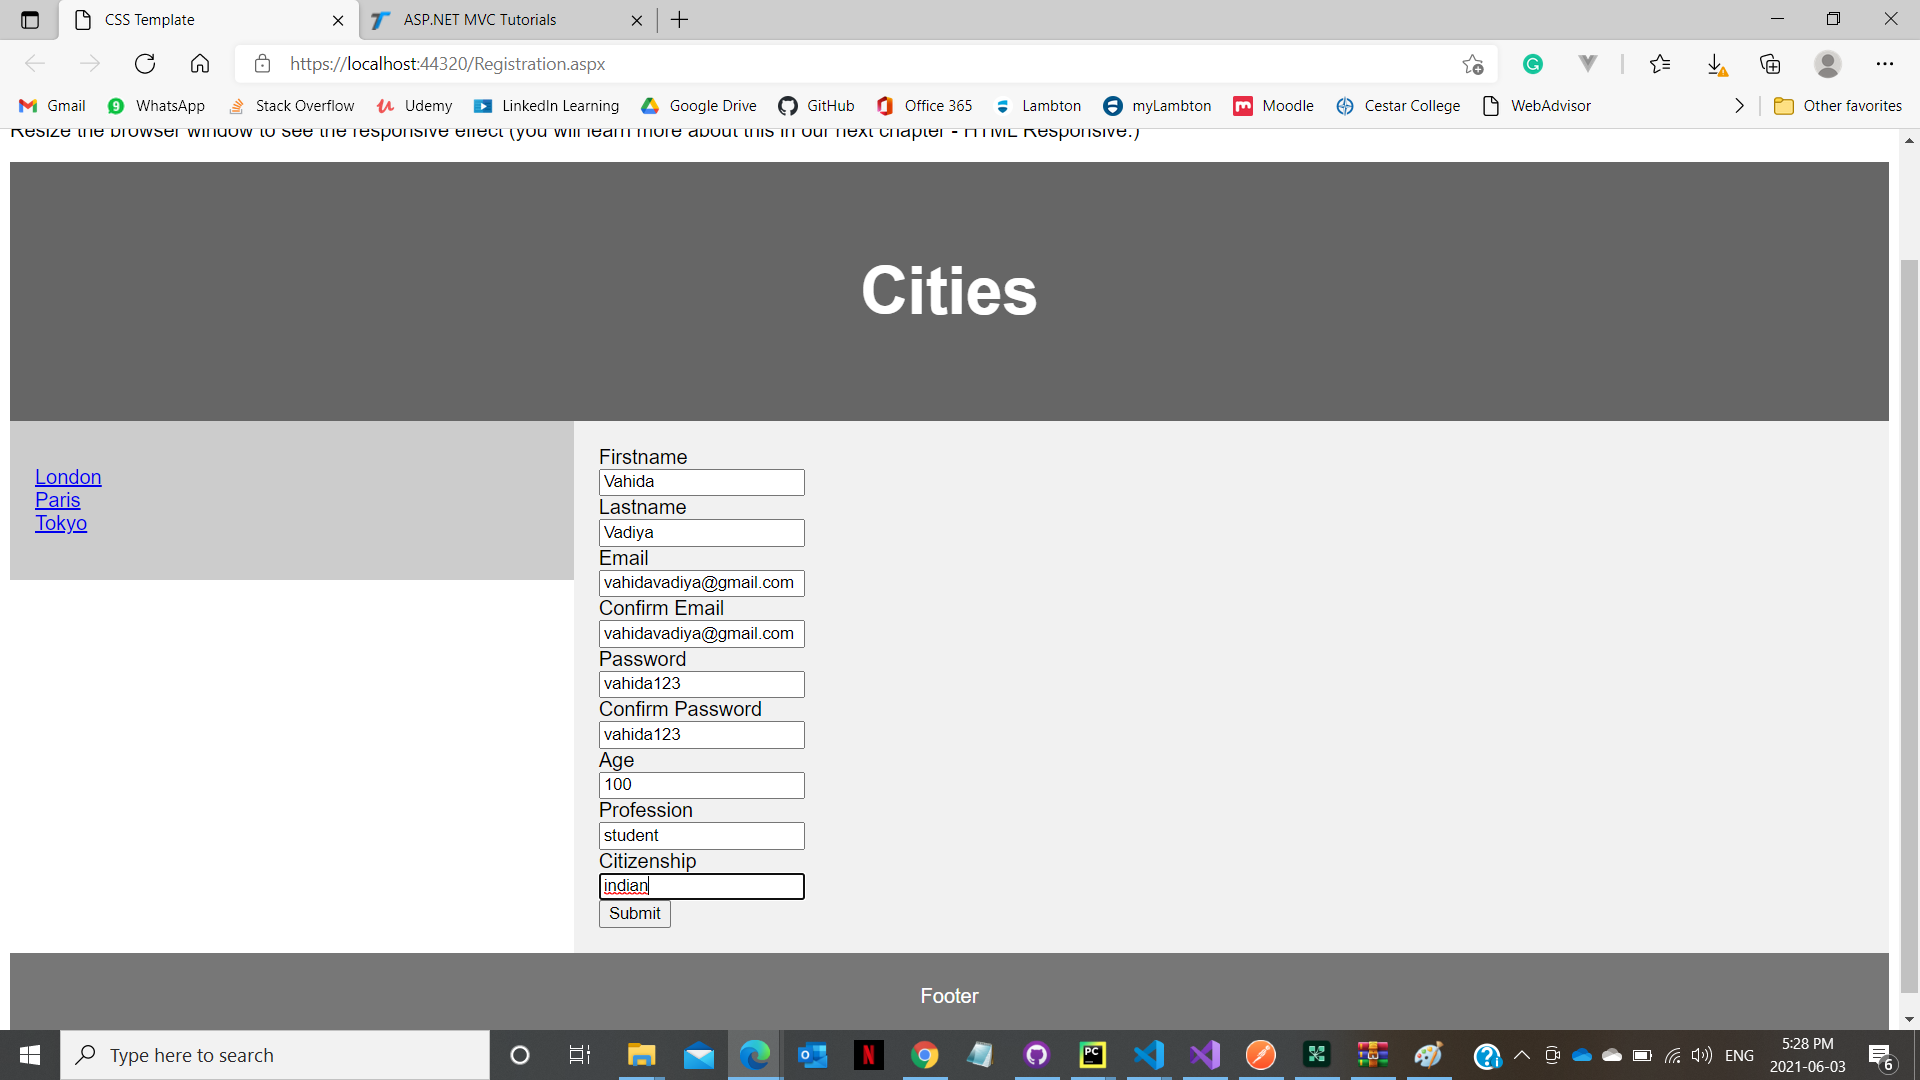 CSS Template
ASP.NET MVC Tutorials
https://localhost:44320/Registration.aspx
Gmail
WhatsApp
Stack Overflow
Udemy
LinkedIn Learning
Google Drive
GitHub
Office 365
Lambton
myLambton
Moodle
Cestar College
WebAdvisor
Other favorites
Resize the browser window to see the responsive effect (you will learn more about this in our next chapter - HTML Responsive.)
Cities
London
Paris
Tokyo
Firstname
Vahida
Lastname
Vadiya
Email
vahidavadiya@gmail.com
Confirm Email
vahidavadiya@gmail.com
Password
vahida123
Confirm Password
vahida123
Age
100
Profession
student
Citizenship
indian
Submit
Footer
Type here to search
ENG
5:28 PM
2021-06-03
6